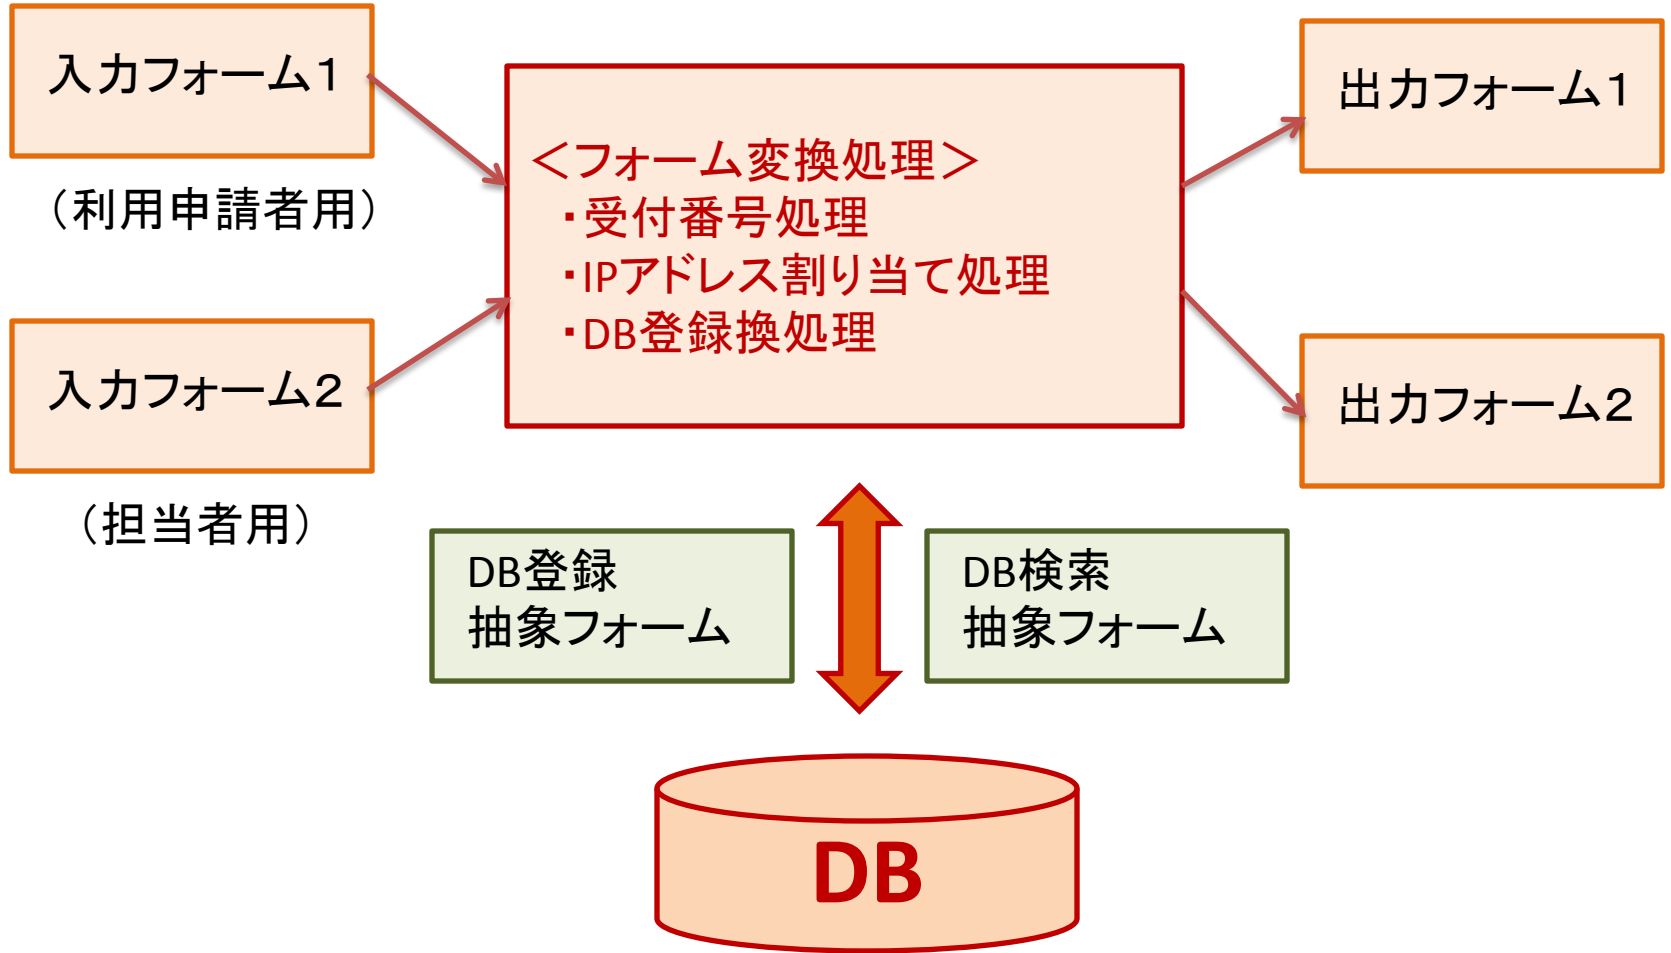 入力フォーム1
(利用申請者用)
入力フォーム2
(担当者用)
<フォーム変換処理>
・受付番号処理
・IPアドレス割り当て処理
・DB登録換処理
出力フォーム1
出力フォーム2
DB登録
抽象フォーム
DB検索
抽象フォーム
DB